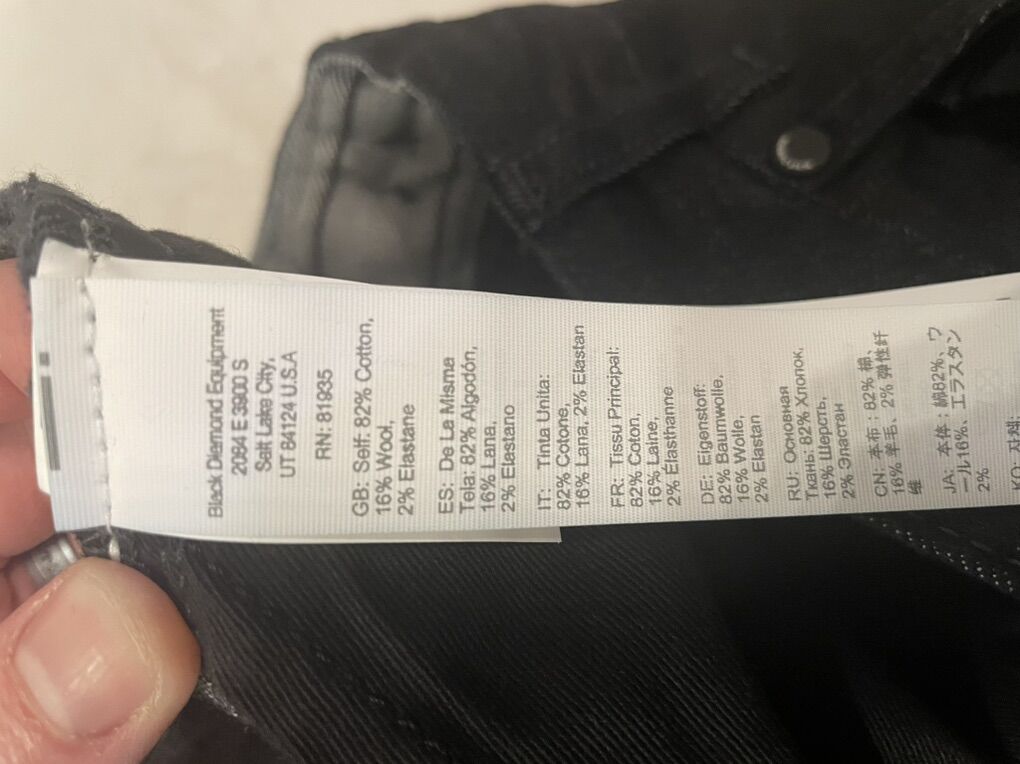 Black Diamond Equipment
2084 E 3900 S
Salt Lake City,
UT 84124 U.S.A
RN: 81935
GB: Self: 82% Cotton,
16% Wool,
2% Elastane
ES: De La Misma
Tela: 82% Algodón,
16% Lana,
2% Elastano
IT: Tinta Unita:
82% Cotone,
16% Lana, 2% Elastan
FR: Tissu Principal:
82% Coton,
16% Laine,
2% Élasthanne
DE: Eigenstoff:
82% Baumwolle,
16% Wolle,
2% Elastan
RU: Основная
Ткань: 82% Хлопок,
16% Шерсть,
2% Эластан
CN: 本布：82% 棉、
16% 羊毛，2% 弹性纤
维
JA: 本体：綿82%、ウ
ール16%、エラスタン
2%
KO: 자체: